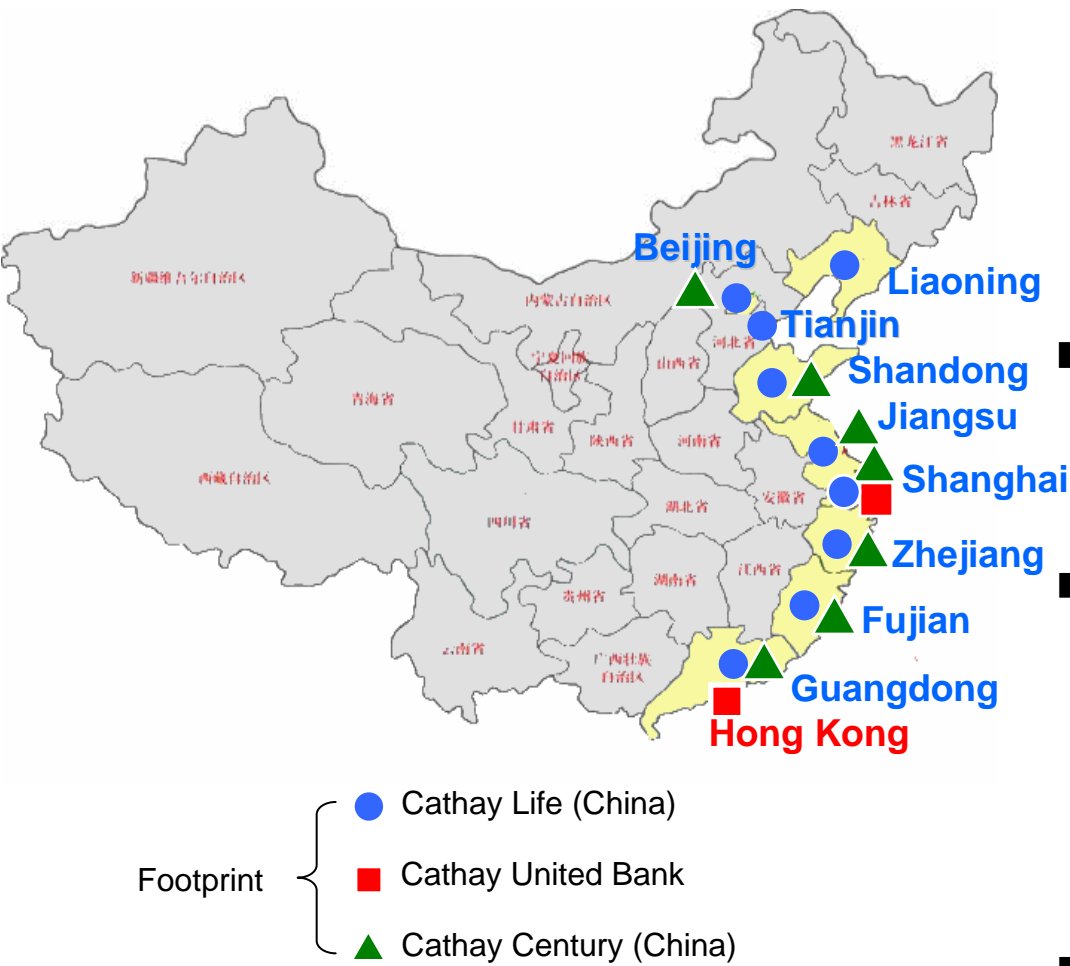 黑龙江省
吉林省
Beijing
新疆维吾尔自治区
内蒙古自治区
Liaoning
Tianjin
河北省
宁夏回族
自治区
山西省
Shandong
青海省
甘肃省
陕西省
河南省
Jiangsu
西藏自治区
Shanghai
四川省
湖北省
安徽省
Zhejiang
湖南省
江西省
贵州省
Fujian
云南省
广西壮族
自治区
Guangdong
Hong Kong
Cathay Life (China)
Footprint
Cathay United Bank
Cathay Century (China)